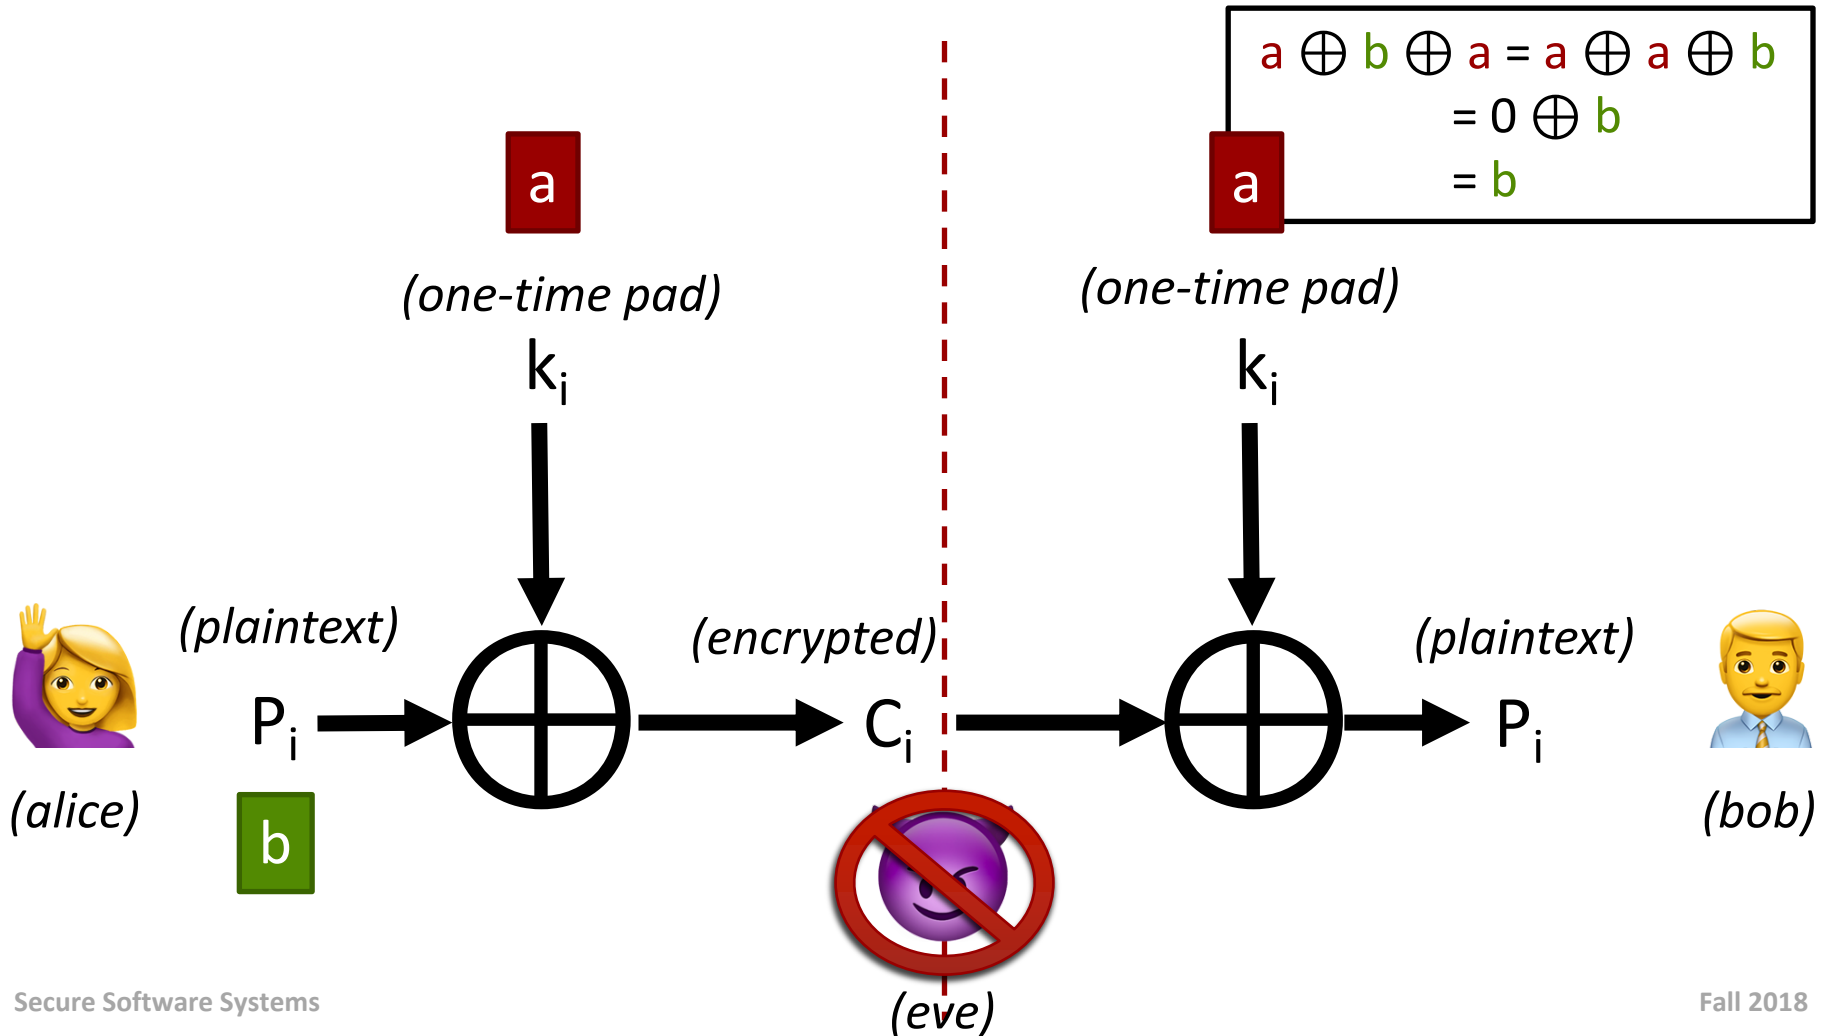 a ⊕ b ⊕ a = a ⊕ a ⊕ b
= 0 ⊕ b
= b
a
a
(one-time pad)
(one-time pad)
kᵢ
kᵢ
(plaintext)
(encrypted)
(plaintext)
Pᵢ
Cᵢ
Pᵢ
(alice)
b
(bob)
(eve)
Secure Software Systems
Fall 2018